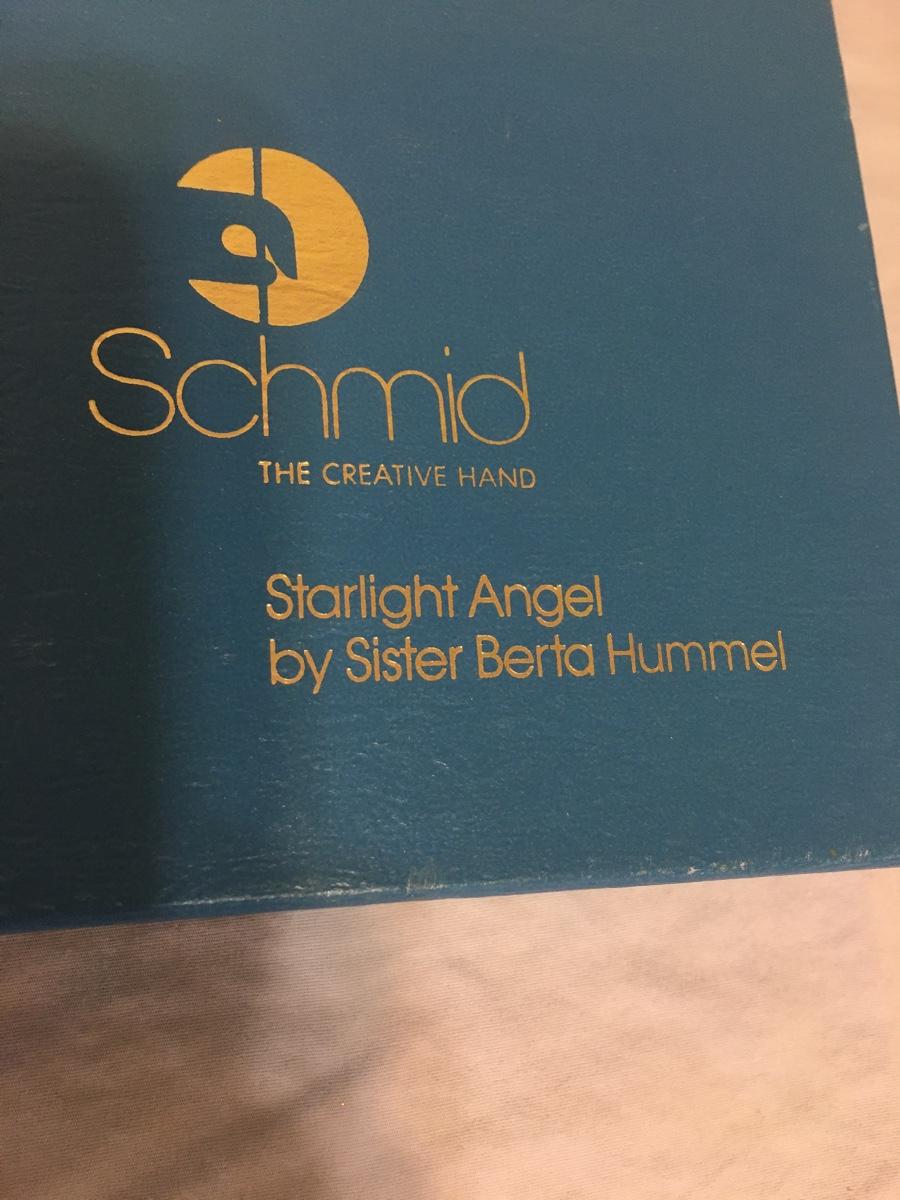 Schmid
THE CREATIVE HAND
Starlight Angel
by Sister Berta Hummel